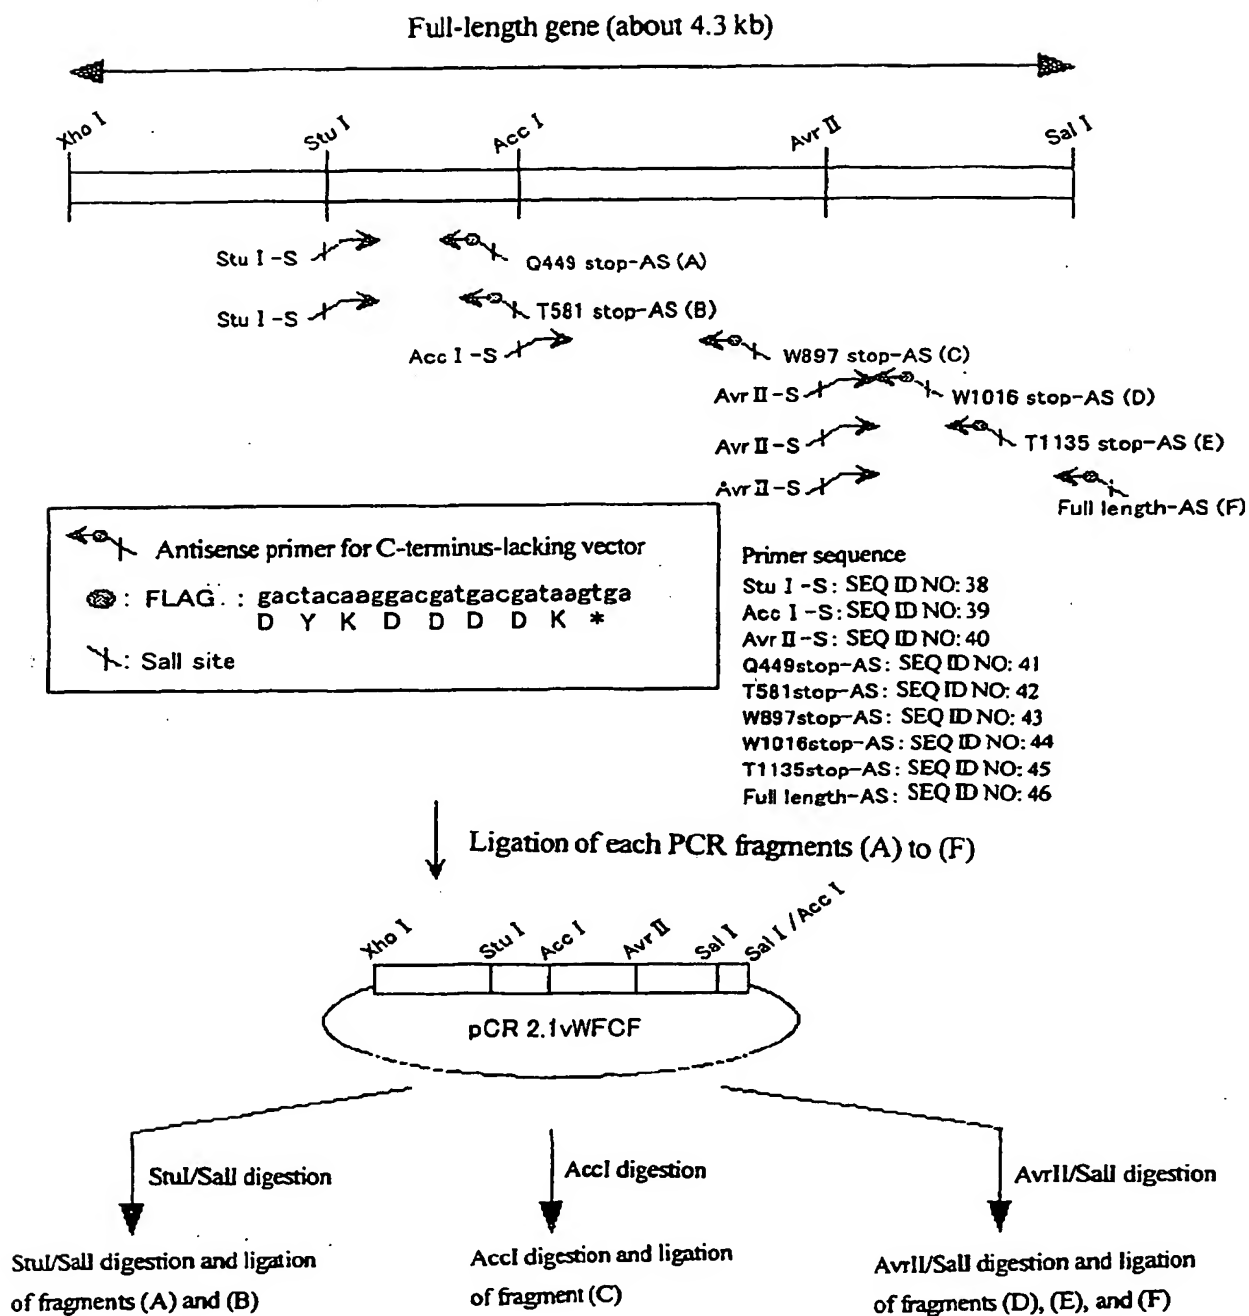 Full-length gene (about 4.3 kb)
Xho I
Stu I
Acc I
Avr II
Sal I
Stu I -S
Q449 stop-AS (A)
Stu I -S
T581 stop-AS (B)
Acc I -S
W897 stop-AS (C)
Avr II -S
W1016 stop-AS (D)
Avr II -S
T1135 stop-AS (E)
Avr II -S
Full length-AS (F)
Antisense primer for C-terminus-lacking vector
: FLAG. : gactacaaggacgatgacgataagtga
D Y K D D D D K *
: SalI site
Primer sequence
Stu I -S: SEQ ID NO: 38
Acc I -S: SEQ ID NO: 39
Avr II -S: SEQ ID NO: 40
Q449stop-AS: SEQ ID NO: 41
T581stop-AS: SEQ ID NO: 42
W897stop-AS: SEQ ID NO: 43
W1016stop-AS: SEQ ID NO: 44
T1135stop-AS: SEQ ID NO: 45
Full length-AS: SEQ ID NO: 46
Ligation of each PCR fragments (A) to (F)
Xho I
Stu I
Acc I
Avr II
Sal I
Sal I / Acc I
pCR 2.1vWFCF
StuI/SalI digestion
AccI digestion
AvrII/SalI digestion
StuI/SalI digestion and ligation
of fragments (A) and (B)
AccI digestion and ligation
of fragment (C)
AvrII/SalI digestion and ligation
of fragments (D), (E), and (F)